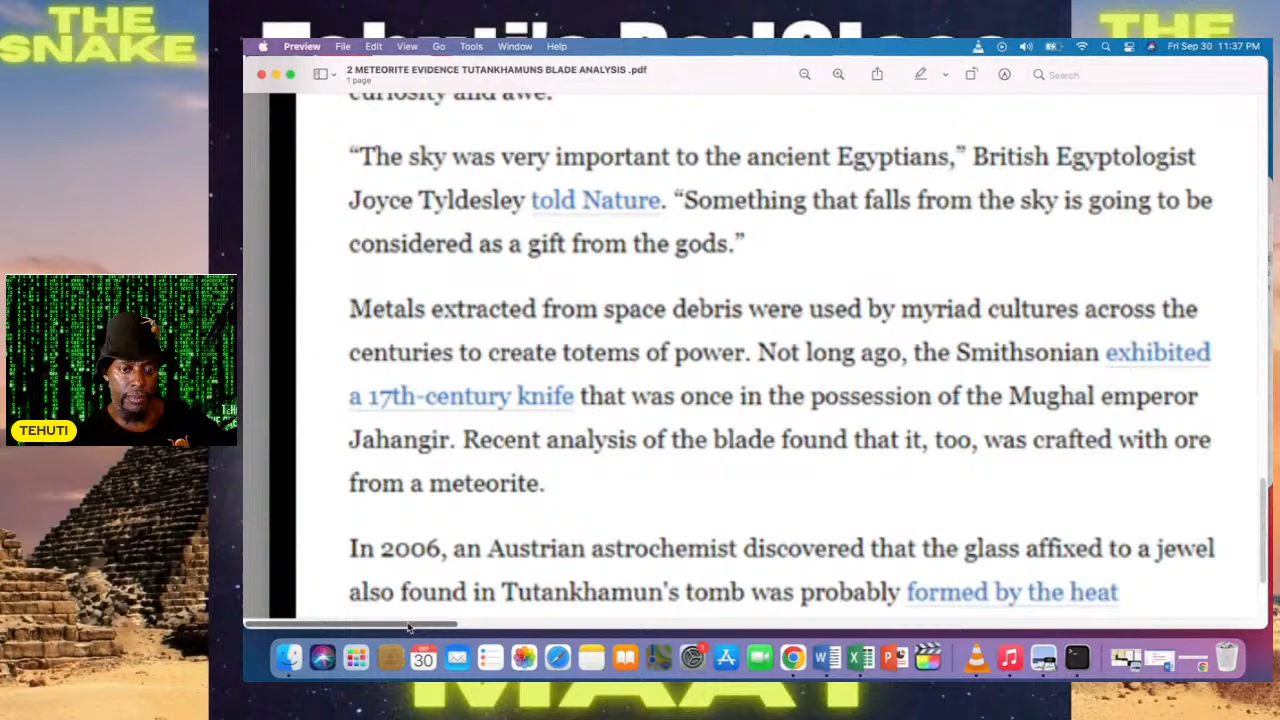 THE
SNAKE
THE
Preview File Edit View Go Tools Window Help
Fri Sep 30 11:37 PM
2 METEORITE EVIDENCE TUTANKHAMUNS BLADE ANALYSIS .pdf
1 page
Search
curiosity and awe.
“The sky was very important to the ancient Egyptians,” British Egyptologist
Joyce Tyldesley told Nature. “Something that falls from the sky is going to be
considered as a gift from the gods.”
Metals extracted from space debris were used by myriad cultures across the
centuries to create totems of power. Not long ago, the Smithsonian exhibited
a 17th-century knife that was once in the possession of the Mughal emperor
Jahangir. Recent analysis of the blade found that it, too, was crafted with ore
from a meteorite.
In 2006, an Austrian astrochemist discovered that the glass affixed to a jewel
also found in Tutankhamun's tomb was probably formed by the heat
TEHUTI
SEP
30
MAAT